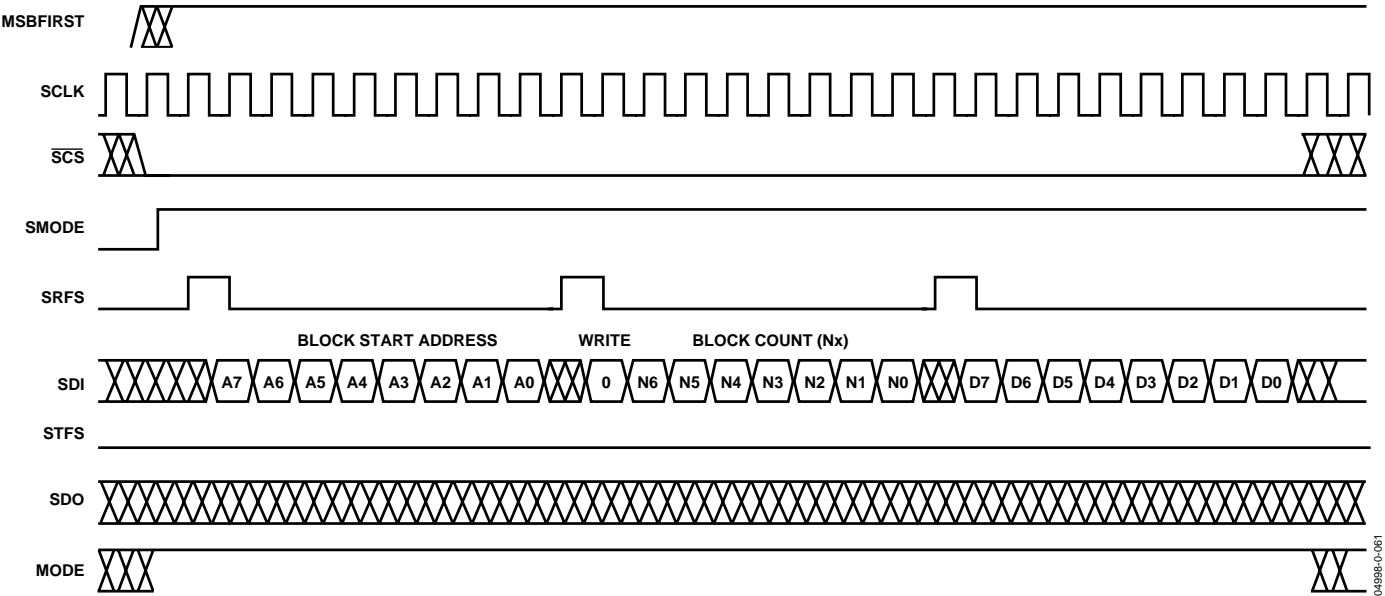 MSBFIRST
SCLK
SCS
SMODE
SRFS
BLOCK START ADDRESS WRITE BLOCK COUNT (Nx)
SDI A7 A6 A5 A4 A3 A2 A1 A0 0 N6 N5 N4 N3 N2 N1 N0 D7 D6 D5 D4 D3 D2 D1 D0
STFS
SDO
MODE
04998-0-061